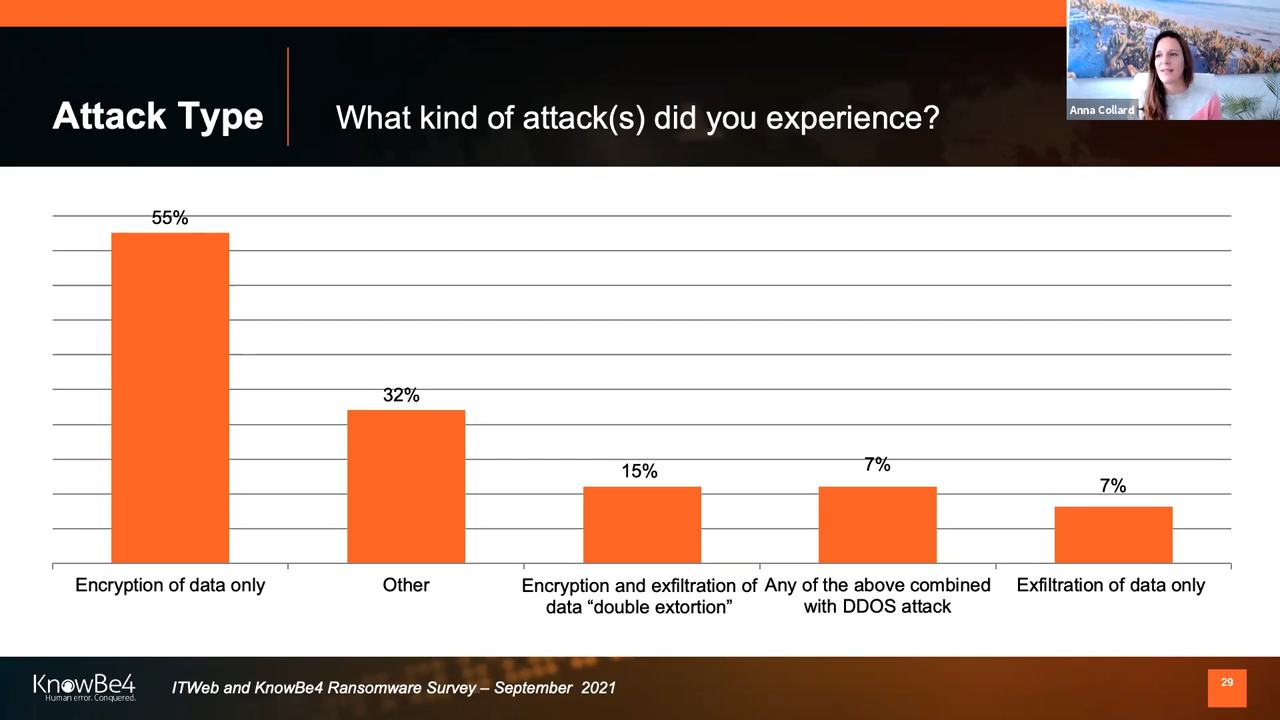 Anna Collard
Attack Type
What kind of attack(s) did you experience?
55%
32%
15%
7%
7%
Encryption of data only
Other
Encryption and exfiltration of
data “double extortion”
Any of the above combined
with DDOS attack
Exfiltration of data only
KnowBe4
Human error. Conquered.
ITWeb and KnowBe4 Ransomware Survey – September 2021
29